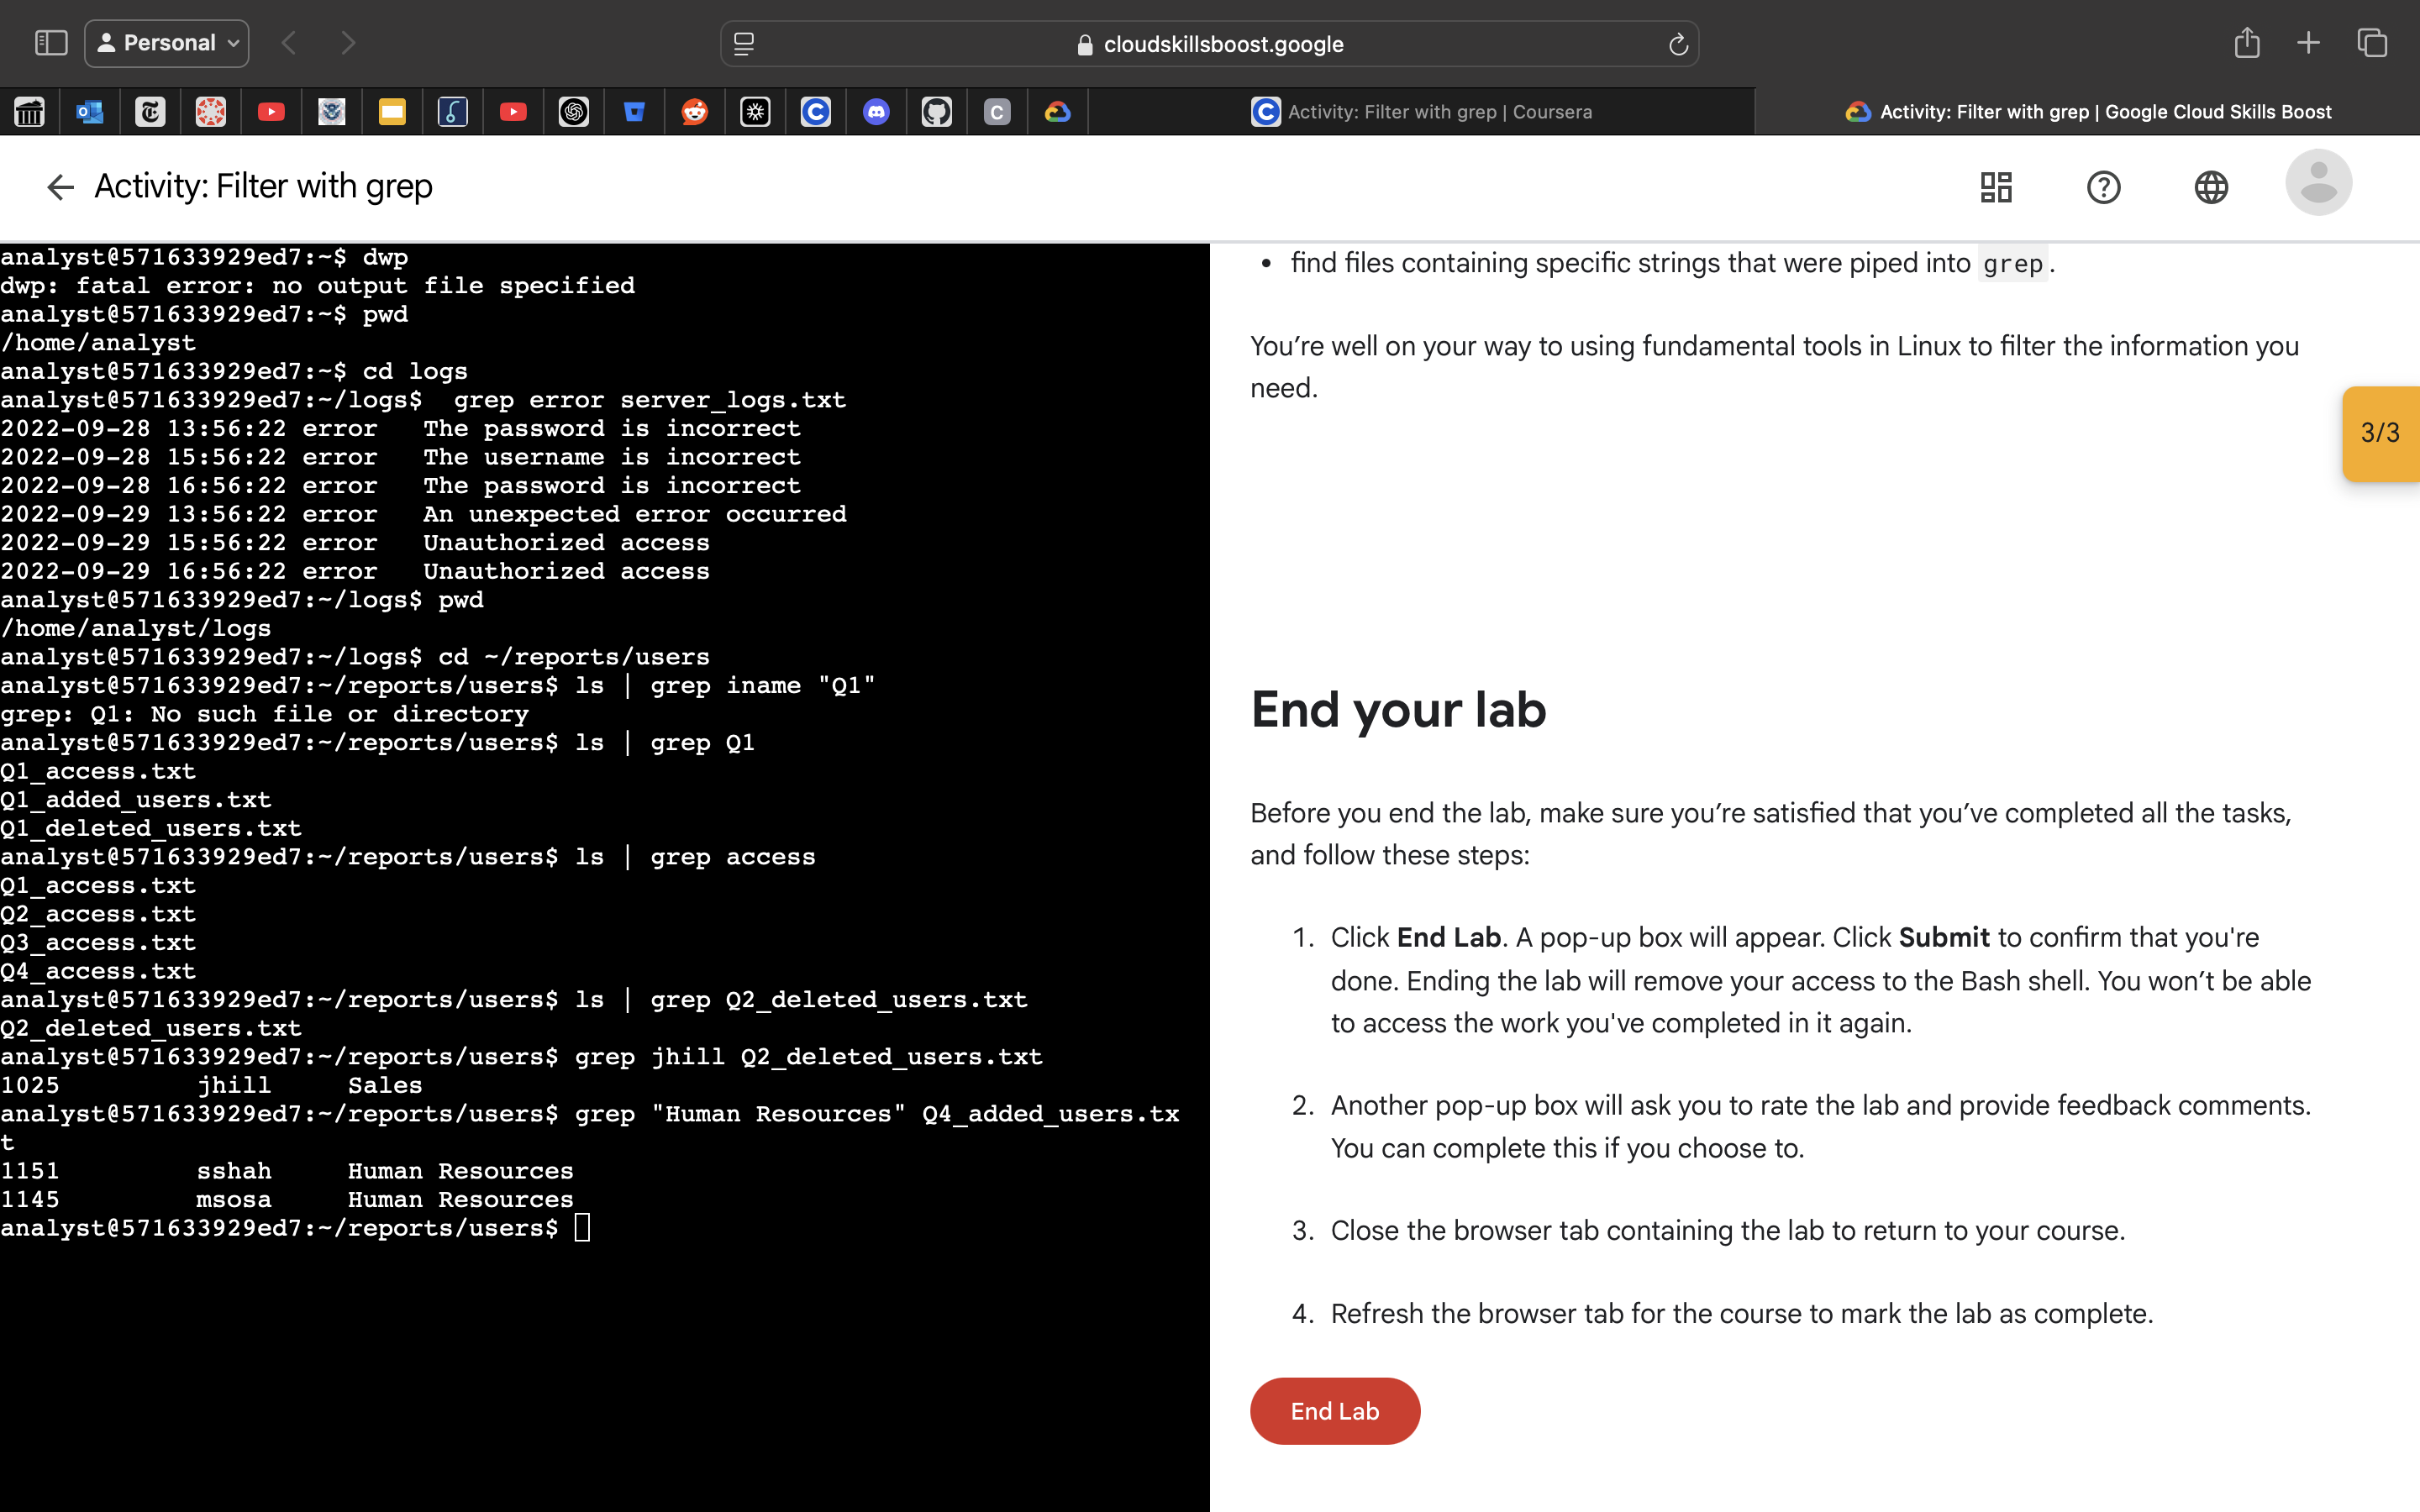 Personal
cloudskillsboost.google
Activity: Filter with grep | Coursera
Activity: Filter with grep | Google Cloud Skills Boost
Activity: Filter with grep
analyst@571633929ed7:~$ dwp
dwp: fatal error: no output file specified
analyst@571633929ed7:~$ pwd
/home/analyst
analyst@571633929ed7:~$ cd logs
analyst@571633929ed7:~/logs$  grep error server_logs.txt
2022-09-28 13:56:22 error   The password is incorrect
2022-09-28 15:56:22 error   The username is incorrect
2022-09-28 16:56:22 error   The password is incorrect
2022-09-29 13:56:22 error   An unexpected error occurred
2022-09-29 15:56:22 error   Unauthorized access
2022-09-29 16:56:22 error   Unauthorized access
analyst@571633929ed7:~/logs$ pwd
/home/analyst/logs
analyst@571633929ed7:~/logs$ cd ~/reports/users
analyst@571633929ed7:~/reports/users$ ls | grep iname "Q1"
grep: Q1: No such file or directory
analyst@571633929ed7:~/reports/users$ ls | grep Q1
Q1_access.txt
Q1_added_users.txt
Q1_deleted_users.txt
analyst@571633929ed7:~/reports/users$ ls | grep access
Q1_access.txt
Q2_access.txt
Q3_access.txt
Q4_access.txt
analyst@571633929ed7:~/reports/users$ ls | grep Q2_deleted_users.txt
Q2_deleted_users.txt
analyst@571633929ed7:~/reports/users$ grep jhill Q2_deleted_users.txt
1025         jhill     Sales
analyst@571633929ed7:~/reports/users$ grep "Human Resources" Q4_added_users.tx
t
1151         sshah     Human Resources
1145         msosa     Human Resources
analyst@571633929ed7:~/reports/users$
• find files containing specific strings that were piped into grep.
You’re well on your way to using fundamental tools in Linux to filter the information you
need.
3/3
End your lab
Before you end the lab, make sure you’re satisfied that you’ve completed all the tasks,
and follow these steps:
1. Click End Lab. A pop-up box will appear. Click Submit to confirm that you're
done. Ending the lab will remove your access to the Bash shell. You won’t be able
to access the work you've completed in it again.
2. Another pop-up box will ask you to rate the lab and provide feedback comments.
You can complete this if you choose to.
3. Close the browser tab containing the lab to return to your course.
4. Refresh the browser tab for the course to mark the lab as complete.
End Lab